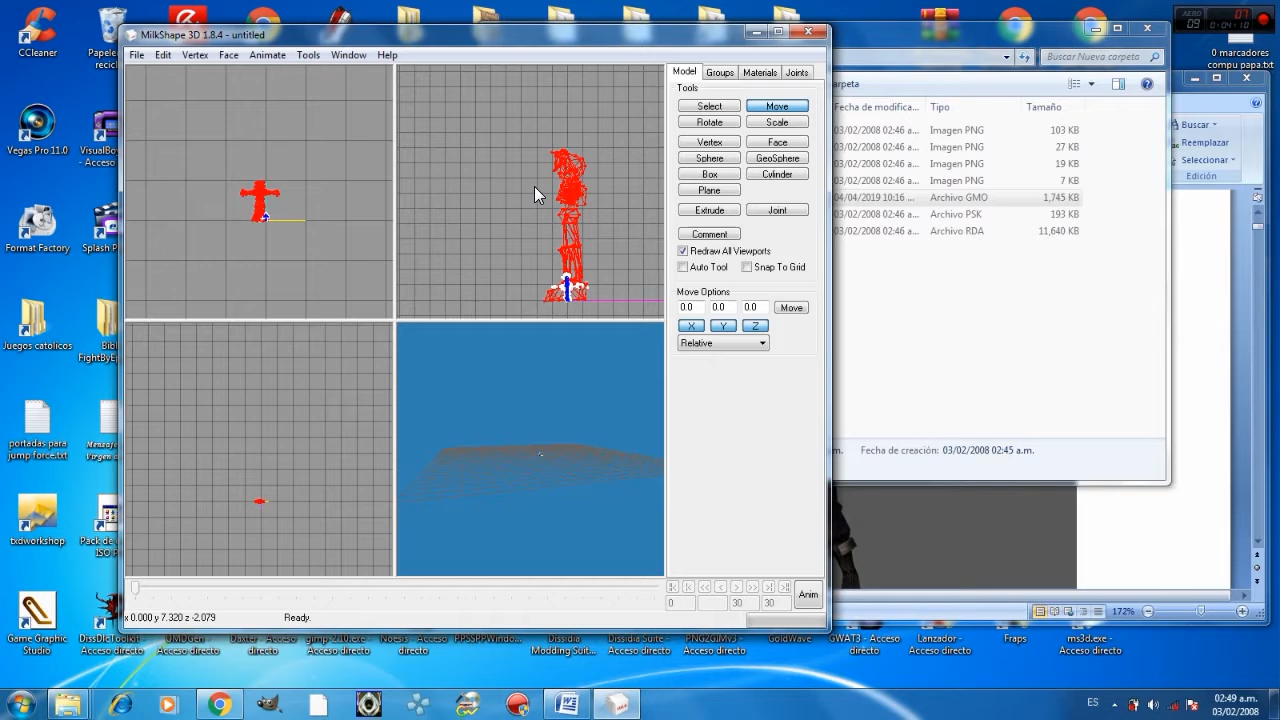 CCleaner
Papele
recicl
AERO
09
07
0:04:10
0 marcadores
compu papa.txt
MilkShape 3D 1.8.4 - untitled
File Edit Vertex Face Animate Tools Window Help
Model Groups Materials Joints
Tools
Select Move
Rotate Scale
Vertex Face
Sphere GeoSphere
Box Cylinder
Plane
Extrude Joint
Comment
Redraw All Viewports
Auto Tool Snap To Grid
Move Options
0.0 0.0 0.0 Move
X Y Z
Relative
0 30 30 Anim
x 0.000 y 7.320 z -2.079 Ready.
Buscar Nueva carpeta
arpeta
Fecha de modifica... Tipo Tamaño
03/02/2008 02:46 a... Imagen PNG 103 KB
03/02/2008 02:46 a... Imagen PNG 27 KB
03/02/2008 02:46 a... Imagen PNG 19 KB
03/02/2008 02:46 a... Imagen PNG 7 KB
04/04/2019 10:16 ... Archivo GMO 1,745 KB
03/02/2008 02:46 a... Archivo PSK 193 KB
03/02/2008 02:46 a... Archivo RDA 11,640 KB
m. Fecha de creación: 03/02/2008 02:45 a.m.
Buscar
Reemplazar
Seleccionar
Edición
172%
Vegas Pro 11.0
VisualBoy
- Acceso
Format Factory
Splash P
Juegos catolicos
Bibl
FightByEp
portadas para
jump force.txt
Mensaje
Virgen
txdworkshop
Pack de
ISO P
Game Graphic
Studio
DissDlcToolkit -
Acceso directo
GMOGen -
Acceso directo
Daxter - Acceso
directo
gimp-2.10.exe -
Acceso directo
Noesis - Acceso
directo
PPSSPPWindo...
Dissidia
Modding Suit...
Dissidia Suite -
Acceso directo
PNG2GIMv3 -
Acceso directo
GoldWave
GWAT3 - Acceso
directo
Lanzador -
Acceso directo
Fraps
ms3d.exe -
Acceso directo
ES
02:49 a.m.
03/02/2008